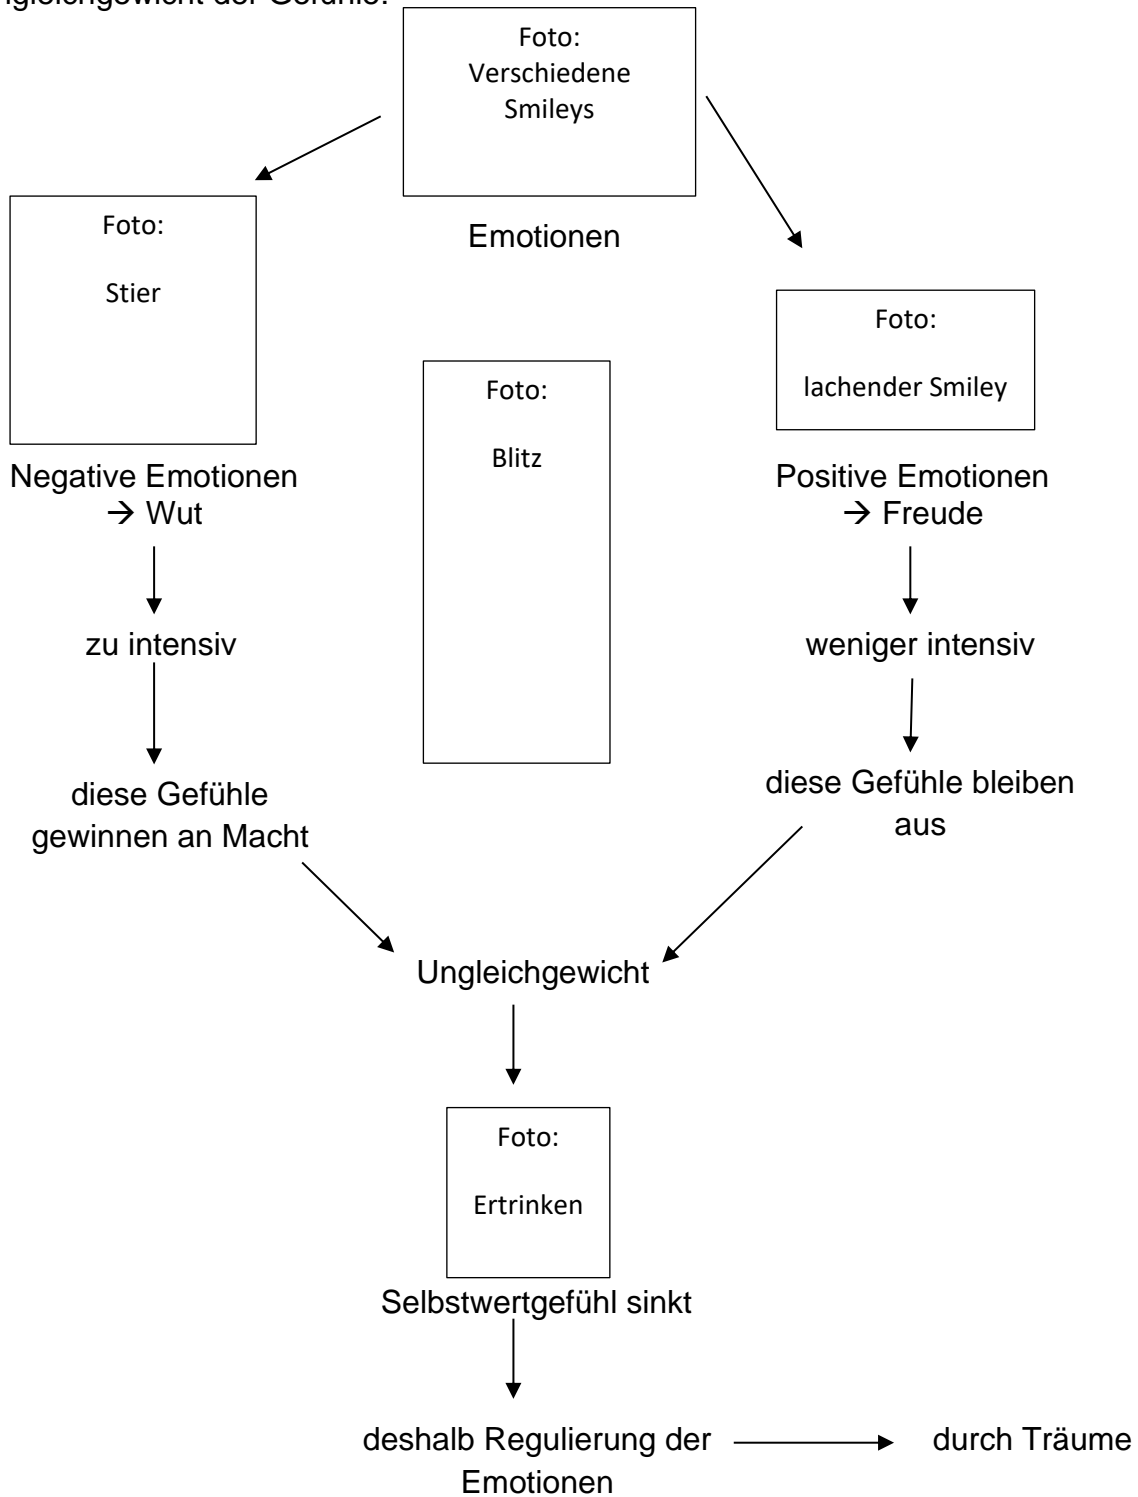 Foto:
Verschiedene
Smileys
Emotionen
Foto:
Stier
Foto:
lachender Smiley
Foto:
Blitz
Negative Emotionen
→ Wut
Positive Emotionen
→ Freude
zu intensiv
weniger intensiv
diese Gefühle
gewinnen an Macht
diese Gefühle bleiben
aus
Ungleichgewicht
Foto:
Ertrinken
Selbstwertgefühl sinkt
deshalb Regulierung der
Emotionen
durch Träume